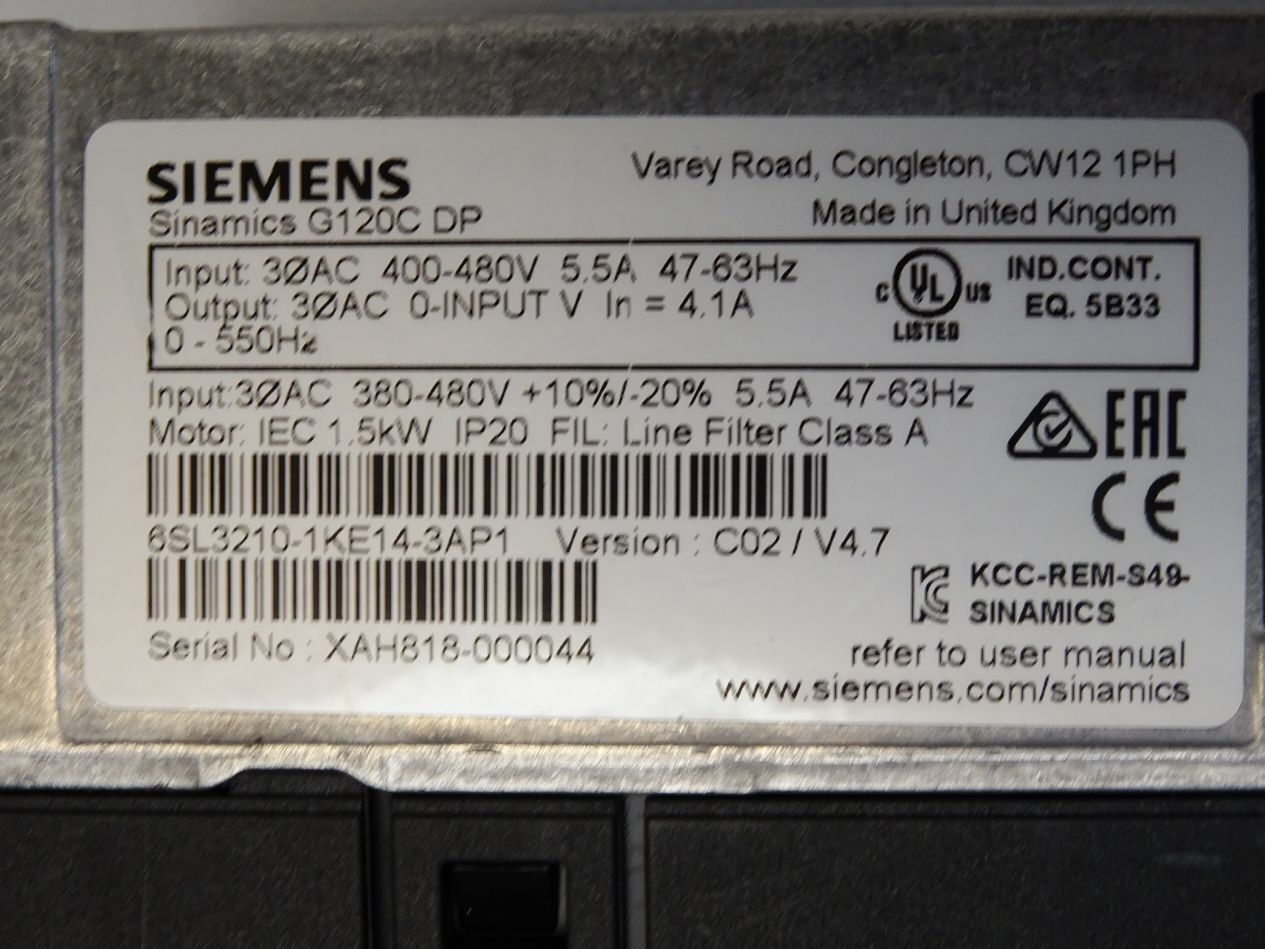 SIEMENS
Varey Road, Congleton, CW12 1PH
Sinamics G120C DP
Made in United Kingdom
Input: 3ØAC 400-480V 5.5A 47-63Hz
Output: 3ØAC 0-INPUT V In = 4.1A
0 - 550Hz
C UL US
LISTED
IND.CONT.
EQ. 5B33
Input:3ØAC 380-480V +10%/-20% 5.5A 47-63Hz
Motor: IEC 1.5kW IP20 FIL: Line Filter Class A
EAC
CE
6SL3210-1KE14-3AP1 Version : C02 / V4.7
KC
KCC-REM-S49-
SINAMICS
Serial No : XAH818-000044
refer to user manual
www.siemens.com/sinamics